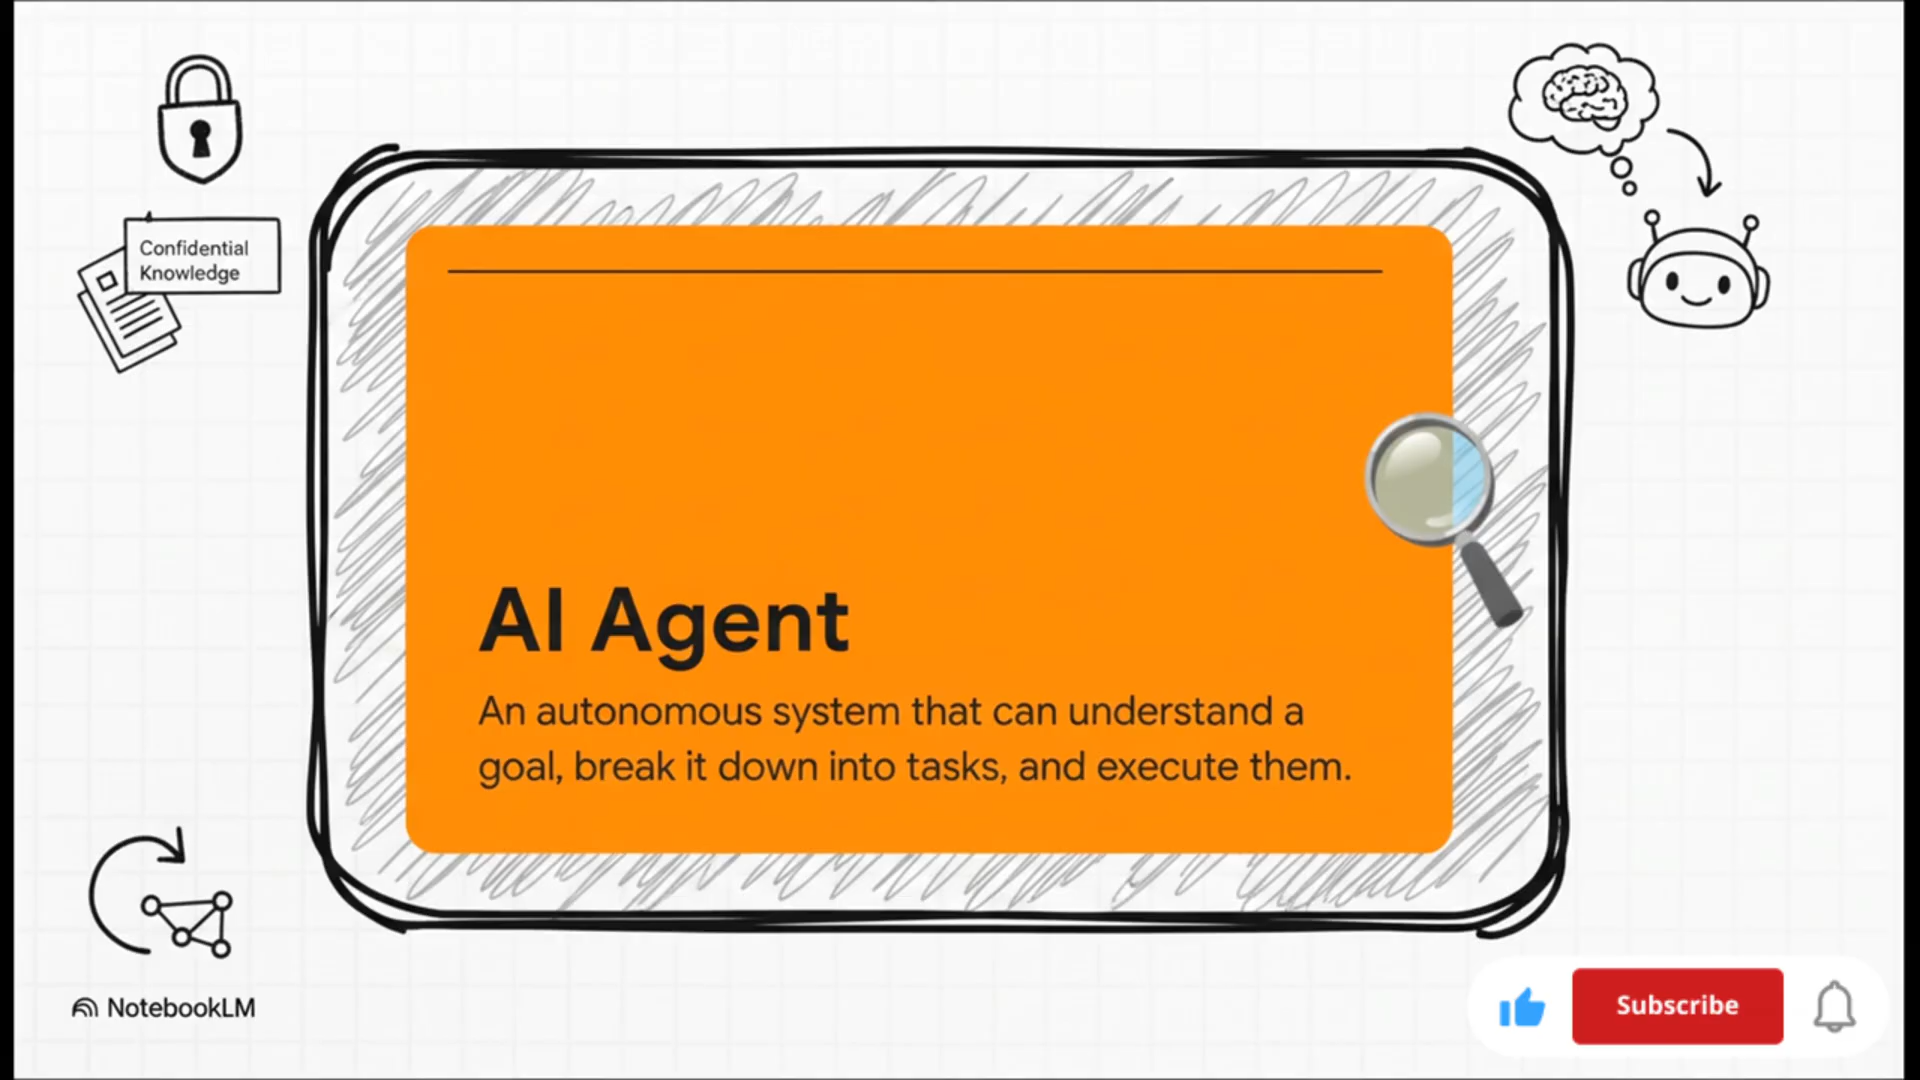 Confidential
Knowledge
AI Agent
An autonomous system that can understand a
goal, break it down into tasks, and execute them.
NotebookLM
Subscribe